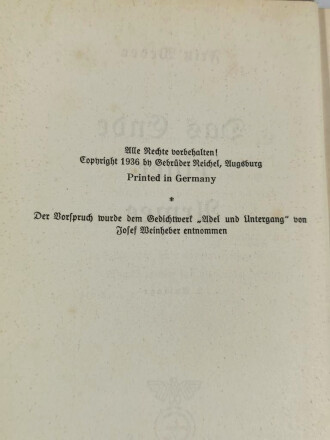 Alle Rechte vorbehalten!
Copyright 1936 by Gebrüder Reichel, Augsburg
Printed in Germany
*
Der Vorspruch wurde dem Gedichtwerk „Adel und Untergang“ von
Josef Weinheber entnommen